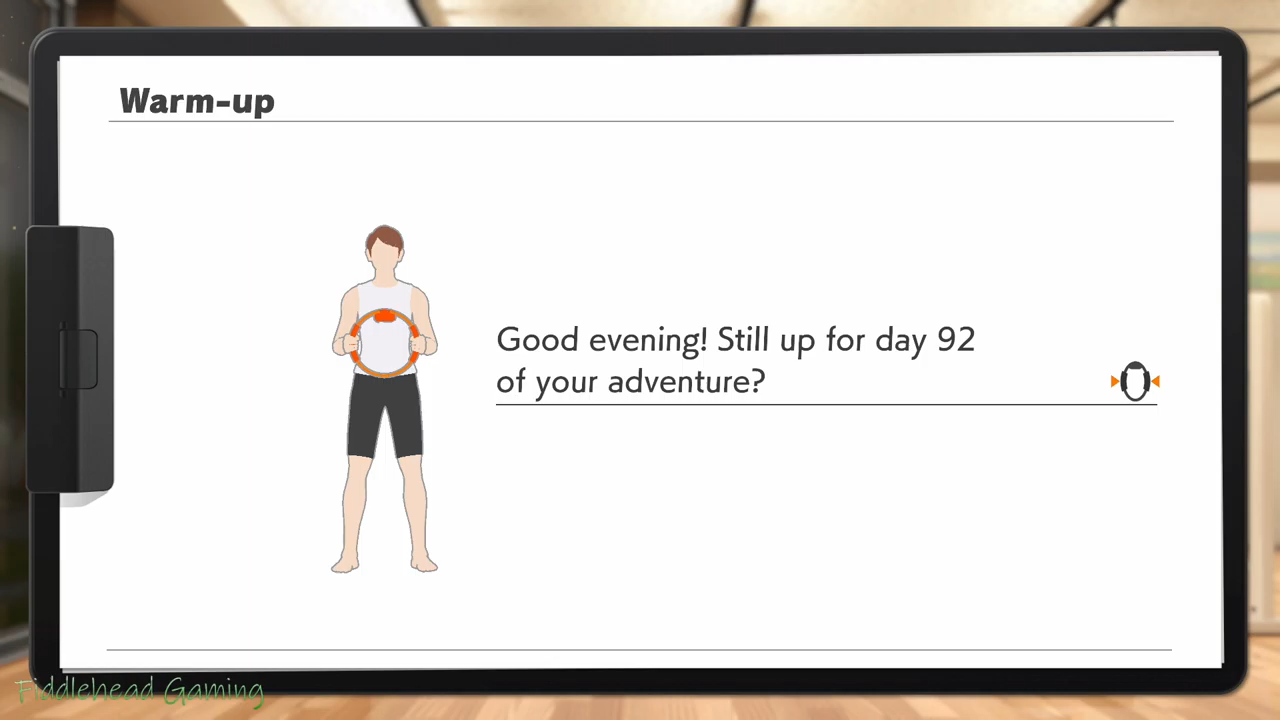 Warm-up
Good evening! Still up for day 92
of your adventure?
Fiddlehead Gaming